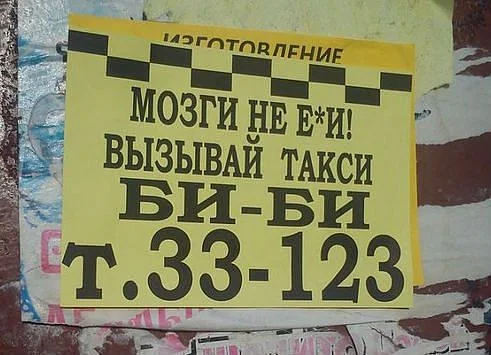 ИЗГОТОВЛЕНИЕ
МОЗГИ НЕ Е*И!
ВЫЗЫВАЙ ТАКСИ
БИ-БИ
т.33-123